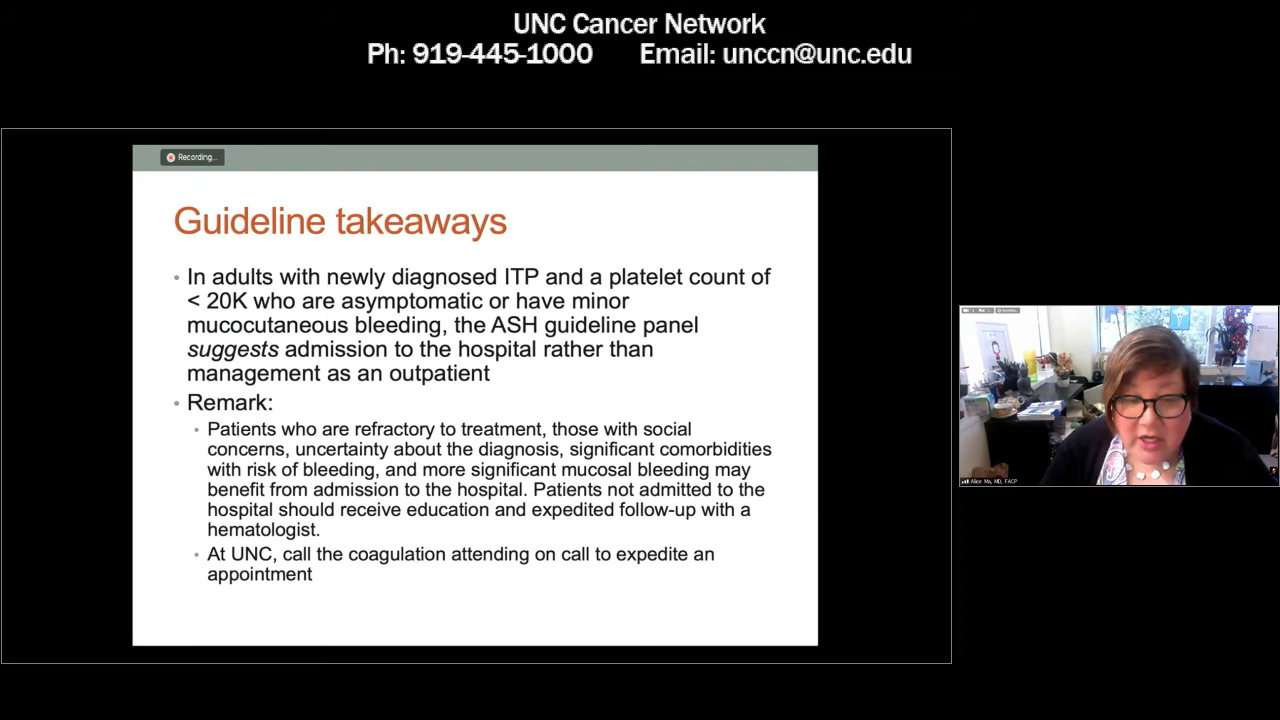 UNC Cancer Network
Ph: 919-445-1000 Email: unccn@unc.edu
Recording...
Guideline takeaways
• In adults with newly diagnosed ITP and a platelet count of
< 20K who are asymptomatic or have minor
mucocutaneous bleeding, the ASH guideline panel
suggests admission to the hospital rather than
management as an outpatient
• Remark:
• Patients who are refractory to treatment, those with social
concerns, uncertainty about the diagnosis, significant comorbidities
with risk of bleeding, and more significant mucosal bleeding may
benefit from admission to the hospital. Patients not admitted to the
hospital should receive education and expedited follow-up with a
hematologist.
• At UNC, call the coagulation attending on call to expedite an
appointment
Alice Ma, MD, FACP